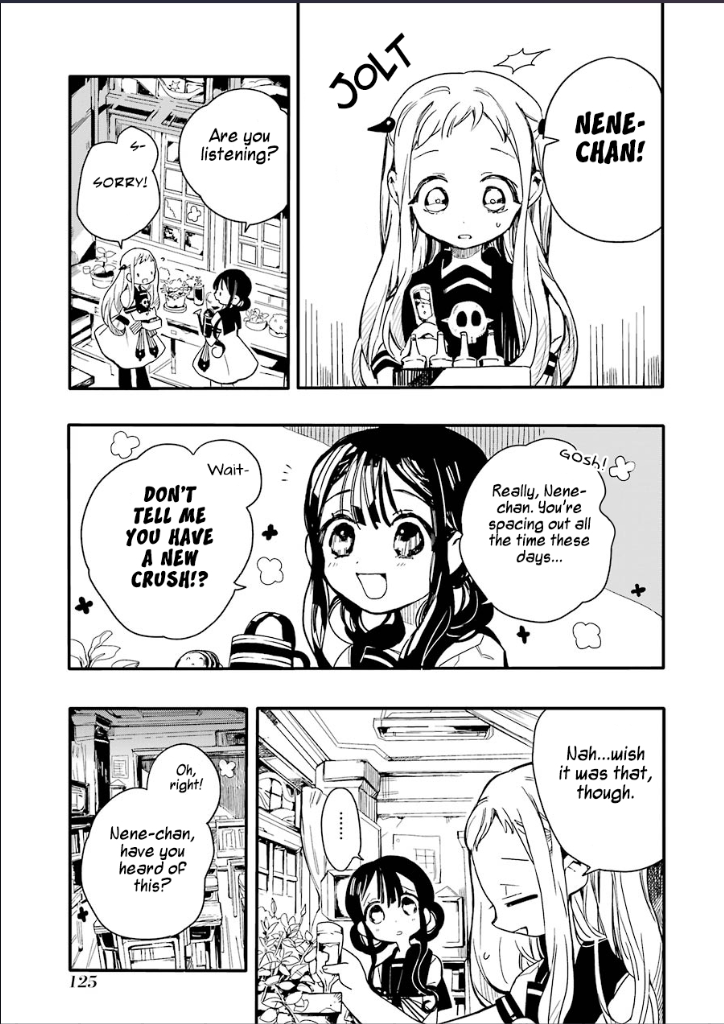 NENE-
CHAN!
JOLT
Are you
listening?
S-
SORRY!
Gosh!
Really, Nene-
chan. You're
spacing out all
the time these
days...
Wait-
DON'T
TELL ME
YOU HAVE
A NEW
CRUSH!?
Nah...wish
it was that,
though.
......
Oh,
right!
Nene-chan,
have you
heard of
this?
125